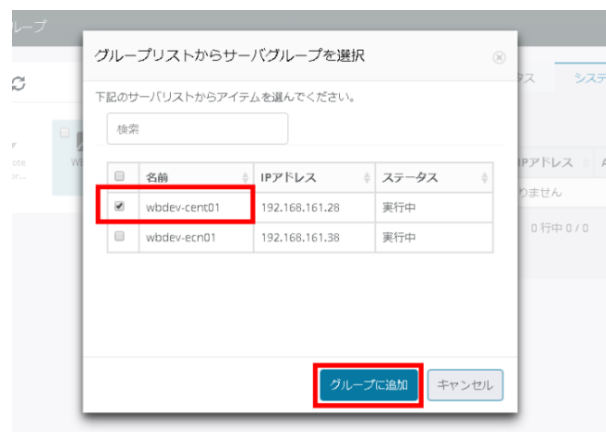 ループ
グループリストからサーバグループを選択
下記のサーバリストからアイテムを選んでください。
検索
名前 IPアドレス ステータス
wbdev-cent01 192.168.161.28 実行中
wbdev-ecn01 192.168.161.38 実行中
グループに追加 キャンセル
タス システ
IPアドレス A
りません
0 行中 0 / 0